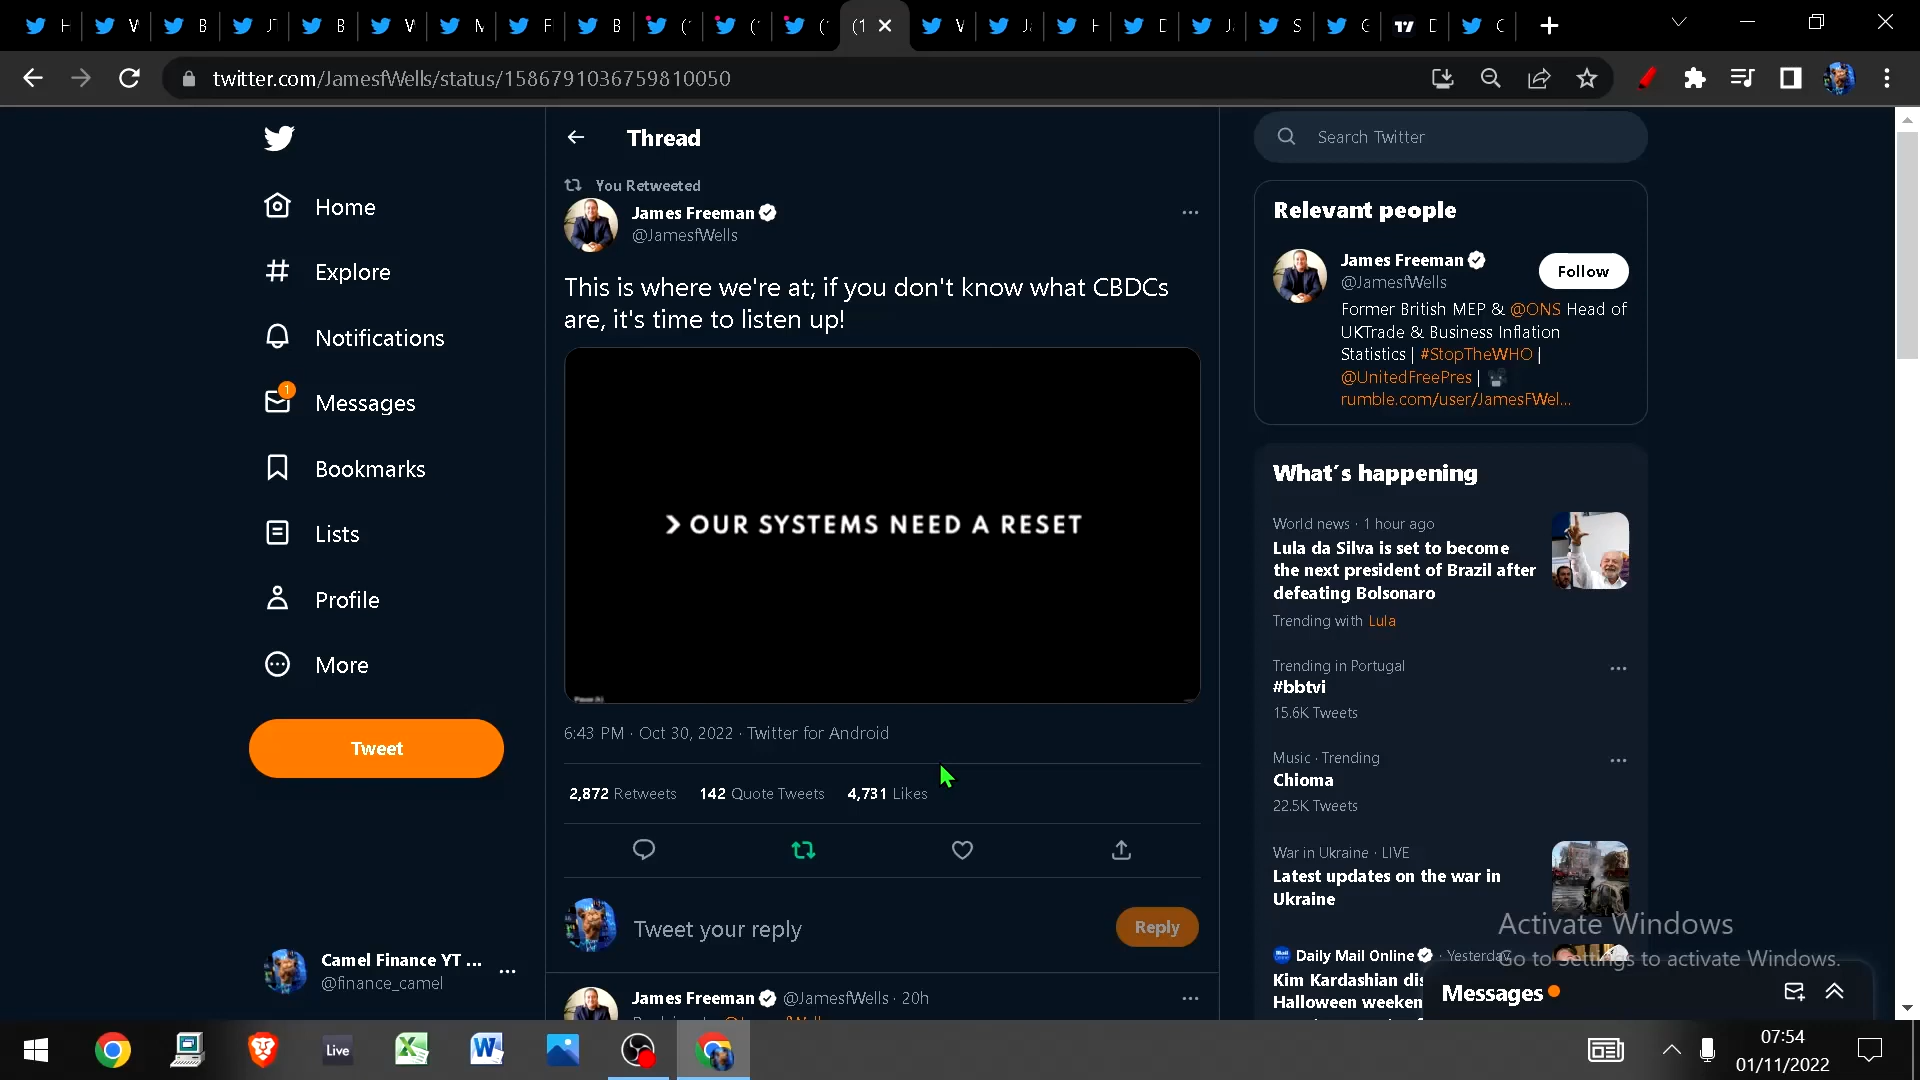 H
V
B
JT
B
V
M
F
B
(
(
(
(1
V
Ja
H
D
J
S
G
D
C
twitter.com/JamesfWells/status/1586791036759810050
Thread
You Retweeted
James Freeman
@JamesfWells
This is where we're at; if you don't know what CBDCs
are, it's time to listen up!
> OUR SYSTEMS NEED A RESET
6:43 PM · Oct 30, 2022 · Twitter for Android
2,872 Retweets 142 Quote Tweets 4,731 Likes
Tweet your reply
Reply
James Freeman @JamesfWells · 20h
Home
Explore
Notifications
1
Messages
Bookmarks
Lists
Profile
More
Tweet
Camel Finance YT ...
@finance_camel
Search Twitter
Relevant people
James Freeman
@JamesfWells
Follow
Former British MEP & @ONS Head of
UKTrade & Business Inflation
Statistics | #StopTheWHO |
@UnitedFreePres |
rumble.com/user/JamesFWel...
What's happening
World news · 1 hour ago
Lula da Silva is set to become
the next president of Brazil after
defeating Bolsonaro
Trending with Lula
Trending in Portugal
#bbtvi
15.6K Tweets
Music · Trending
Chioma
22.5K Tweets
War in Ukraine · LIVE
Latest updates on the war in
Ukraine
Daily Mail Online · Yesterday
Kim Kardashian dis
Halloween weeken
Activate Windows
Go to Settings to activate Windows.
Messages
Live
07:54
01/11/2022